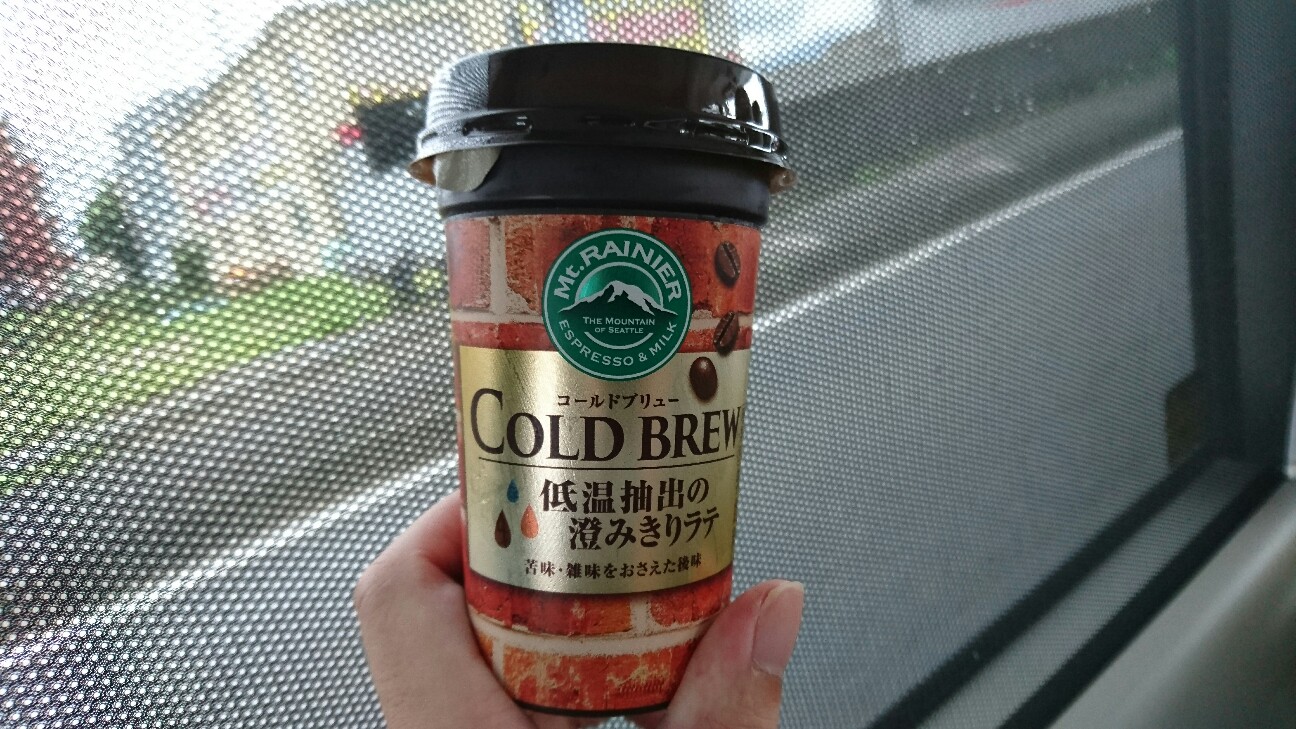 Mt. RAINIER
THE MOUNTAIN
OF SEATTLE
ESPRESSO & MILK
コールドブリュー
COLD BREW
低温抽出の
澄みきりラテ
苦味・雑味をおさえた後味